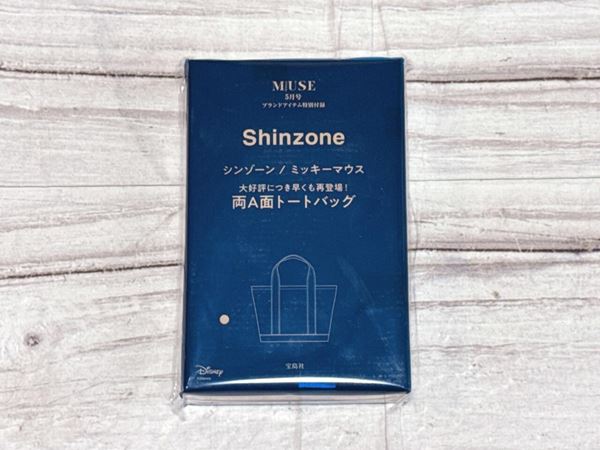 MUSE
5月号
ブランドアイテム特別付録
Shinzone
シンゾーン / ミッキーマウス
大好評につき早くも再登場！
両A面トートバッグ
Disney
宝島社